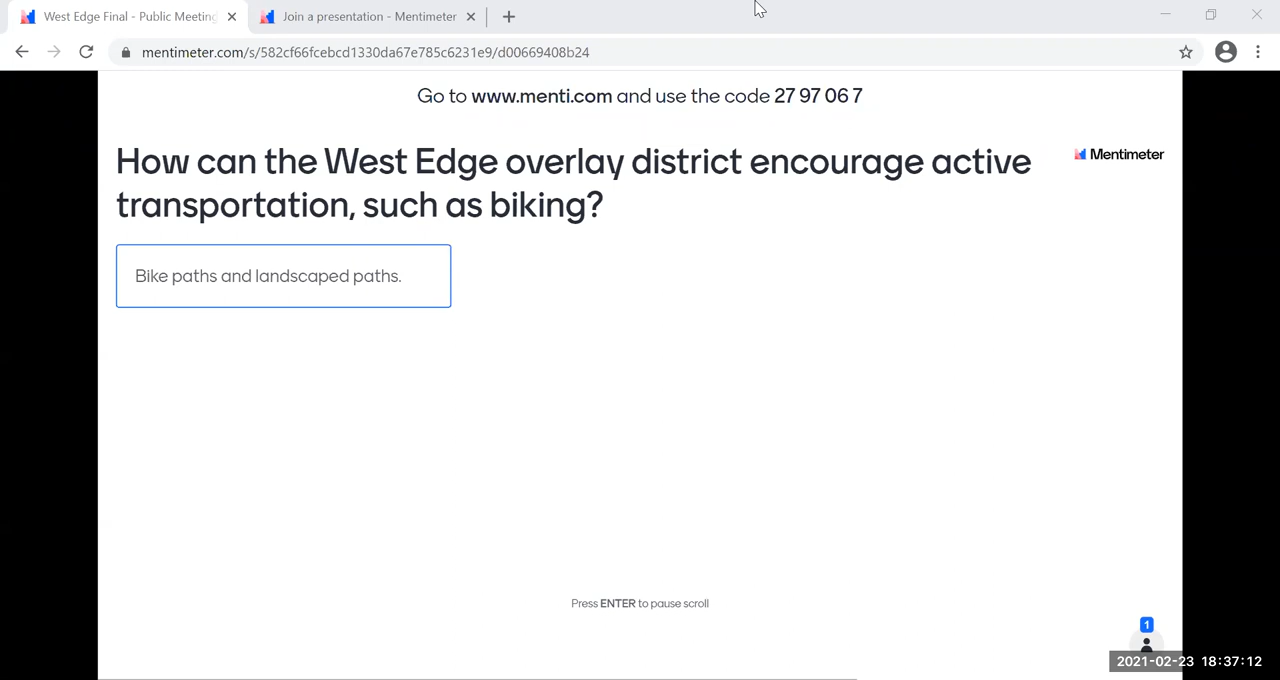 West Edge Final - Public Meeting
Join a presentation - Mentimeter
mentimeter.com/s/582cf66fcebcd1330da67e785c6231e9/d00669408b24
Go to www.menti.com and use the code 27 97 06 7
How can the West Edge overlay district encourage active
transportation, such as biking?
Mentimeter
Bike paths and landscaped paths.
Press ENTER to pause scroll
1
2021-02-23 18:37:12